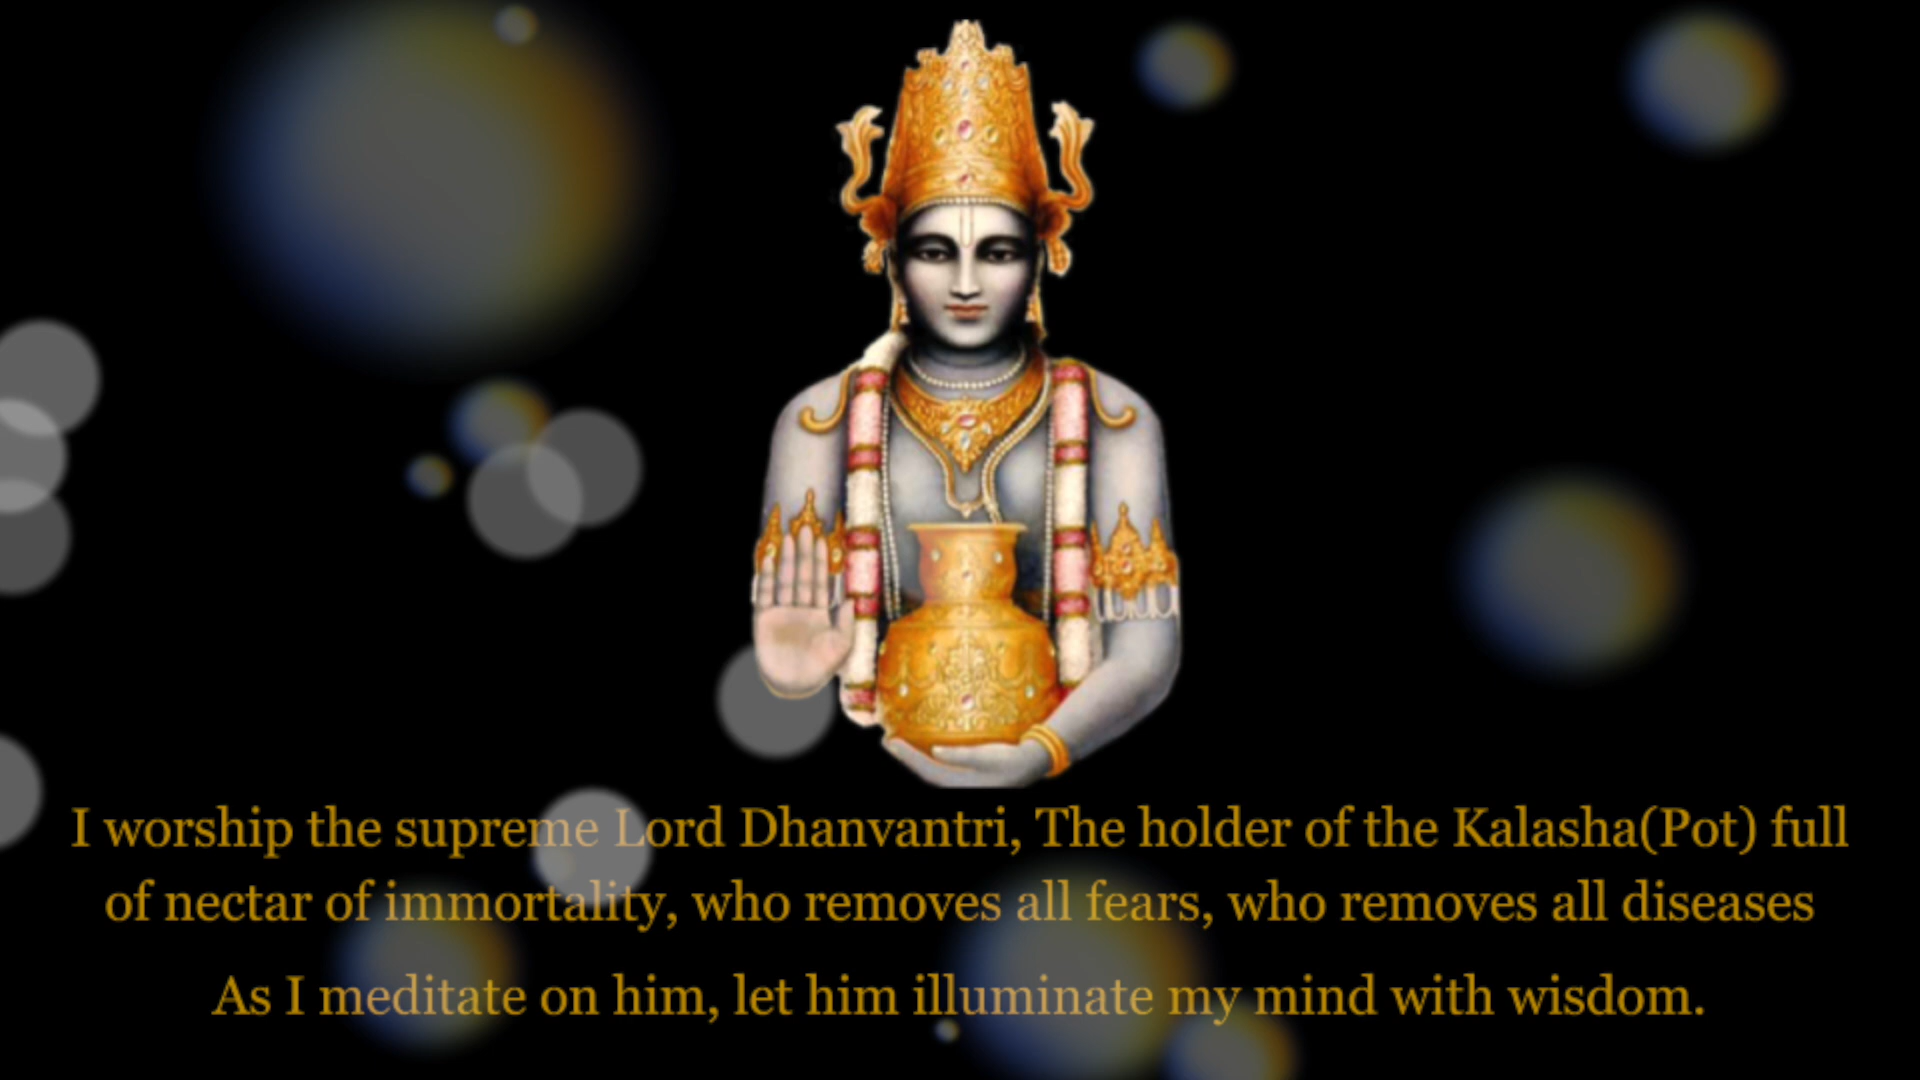 I worship the supreme Lord Dhanvantri, The holder of the Kalasha(Pot) full
of nectar of immortality, who removes all fears, who removes all diseases
As I meditate on him, let him illuminate my mind with wisdom.